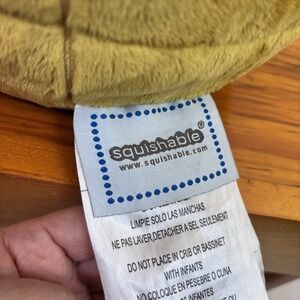 squishable®
www.squishable.com
LIMPIE SOLO LAS MANCHAS
NE PAS LAVER,DETACHER A SEL SEULEMENT
DO NOT PLACE IN CRIB OR BASSINET
WITH INFANTS
NO COLOQUE EN PESEBRE O CUNA
INFANTES